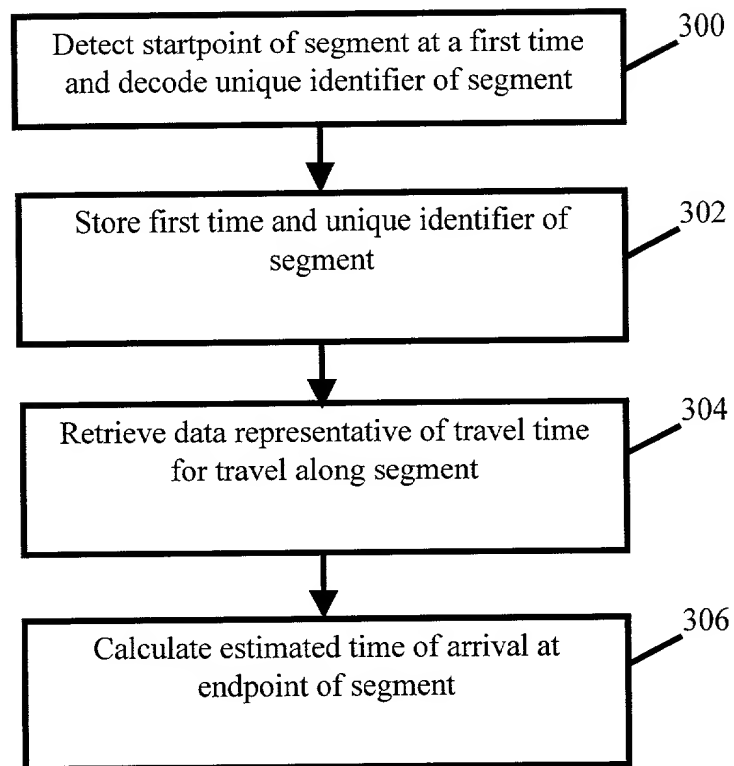 Detect startpoint of segment at a first time
and decode unique identifier of segment
300
Store first time and unique identifier of
segment
302
Retrieve data representative of travel time
for travel along segment
304
Calculate estimated time of arrival at
endpoint of segment
306